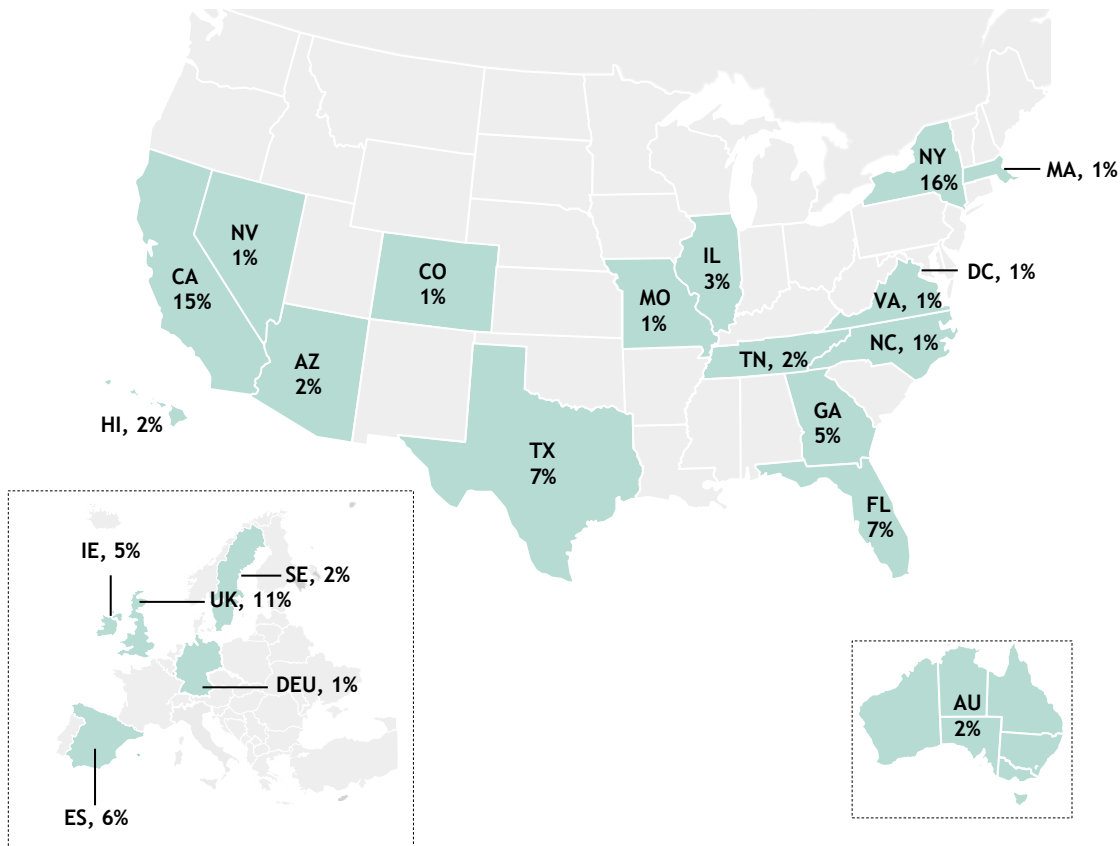 NY
16%
MA, 1%
NV
1%
CA
15%
CO
1%
IL
3%
DC, 1%
MO
1%
VA, 1%
NC, 1%
TN, 2%
AZ
2%
HI, 2%
GA
5%
TX
7%
FL
7%
IE, 5%
SE, 2%
UK, 11%
DEU, 1%
ES, 6%
AU
2%